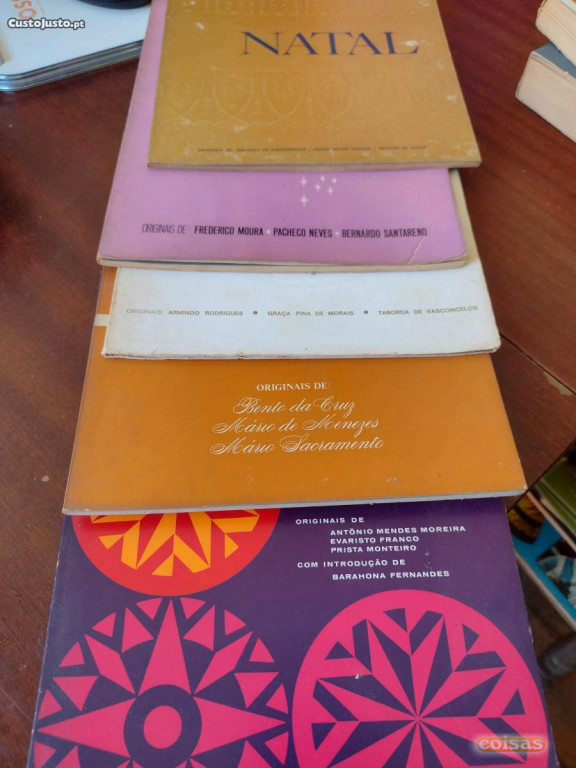 CustoJusto.pt
NATAL
ORIGINAIS DE: FREDERICO MOURA • PACHECO NEVES • BERNARDO SANTARENO
ORIGINAIS ARMINDO RODRIGUES • GRAÇA PINA DE MORAIS • TABORDA DE VASCONCELOS
ORIGINAIS DE:
Bento da Cruz
Mário de Menezes
Mário Sacramento
ORIGINAIS DE
ANTÓNIO MENDES MOREIRA
EVARISTO FRANCO
PRISTA MONTEIRO
COM INTRODUÇÃO DE
BARAHONA FERNANDES
coisas